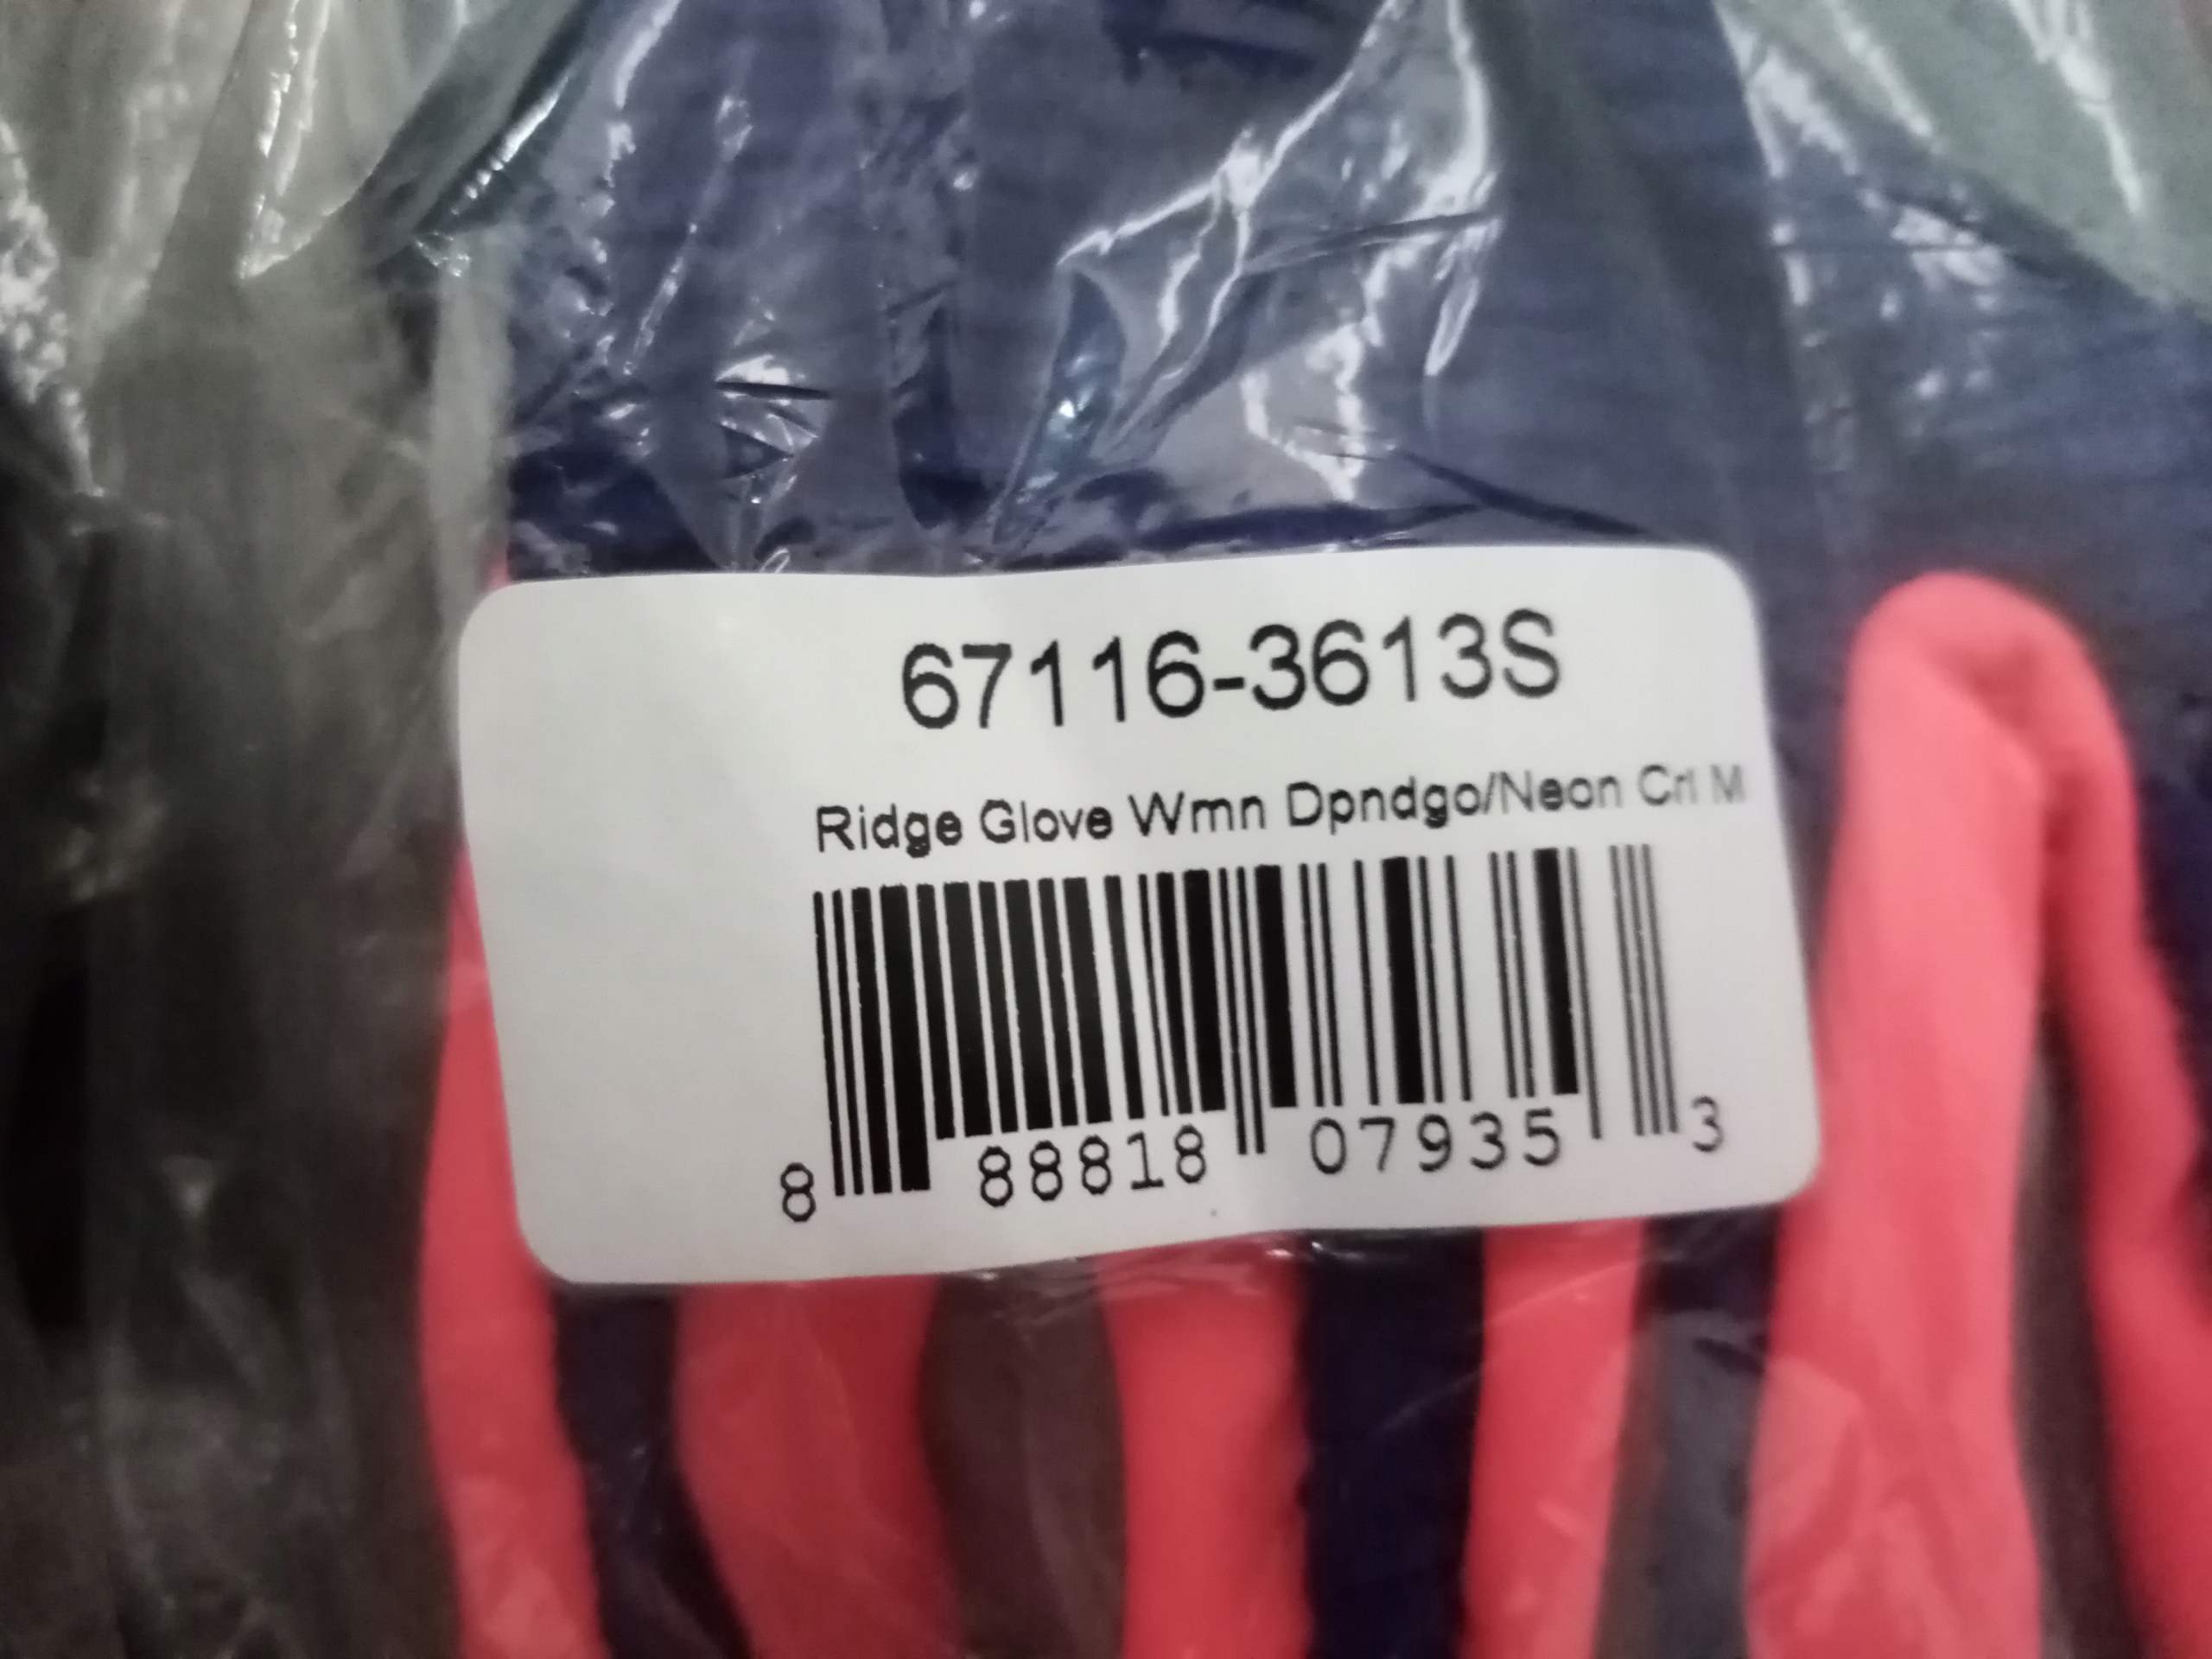 67116-3613S
Ridge Glove Wmn Dpndgo/Neon Crl M
8 88818 07935 3